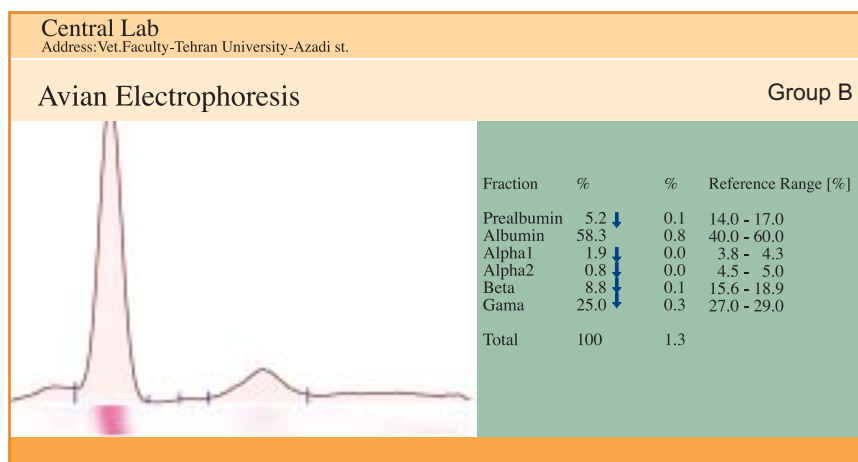 Central Lab
Address:Vet.Faculty-Tehran University-Azadi st.
Avian Electrophoresis
Group B
Fraction % % Reference Range [%]
Prealbumin 5.2 0.1 14.0 - 17.0
Albumin 58.3 0.8 40.0 - 60.0
Alpha1 1.9 0.0 3.8 - 4.3
Alpha2 0.8 0.0 4.5 - 5.0
Beta 8.8 0.1 15.6 - 18.9
Gama 25.0 0.3 27.0 - 29.0
Total 100 1.3